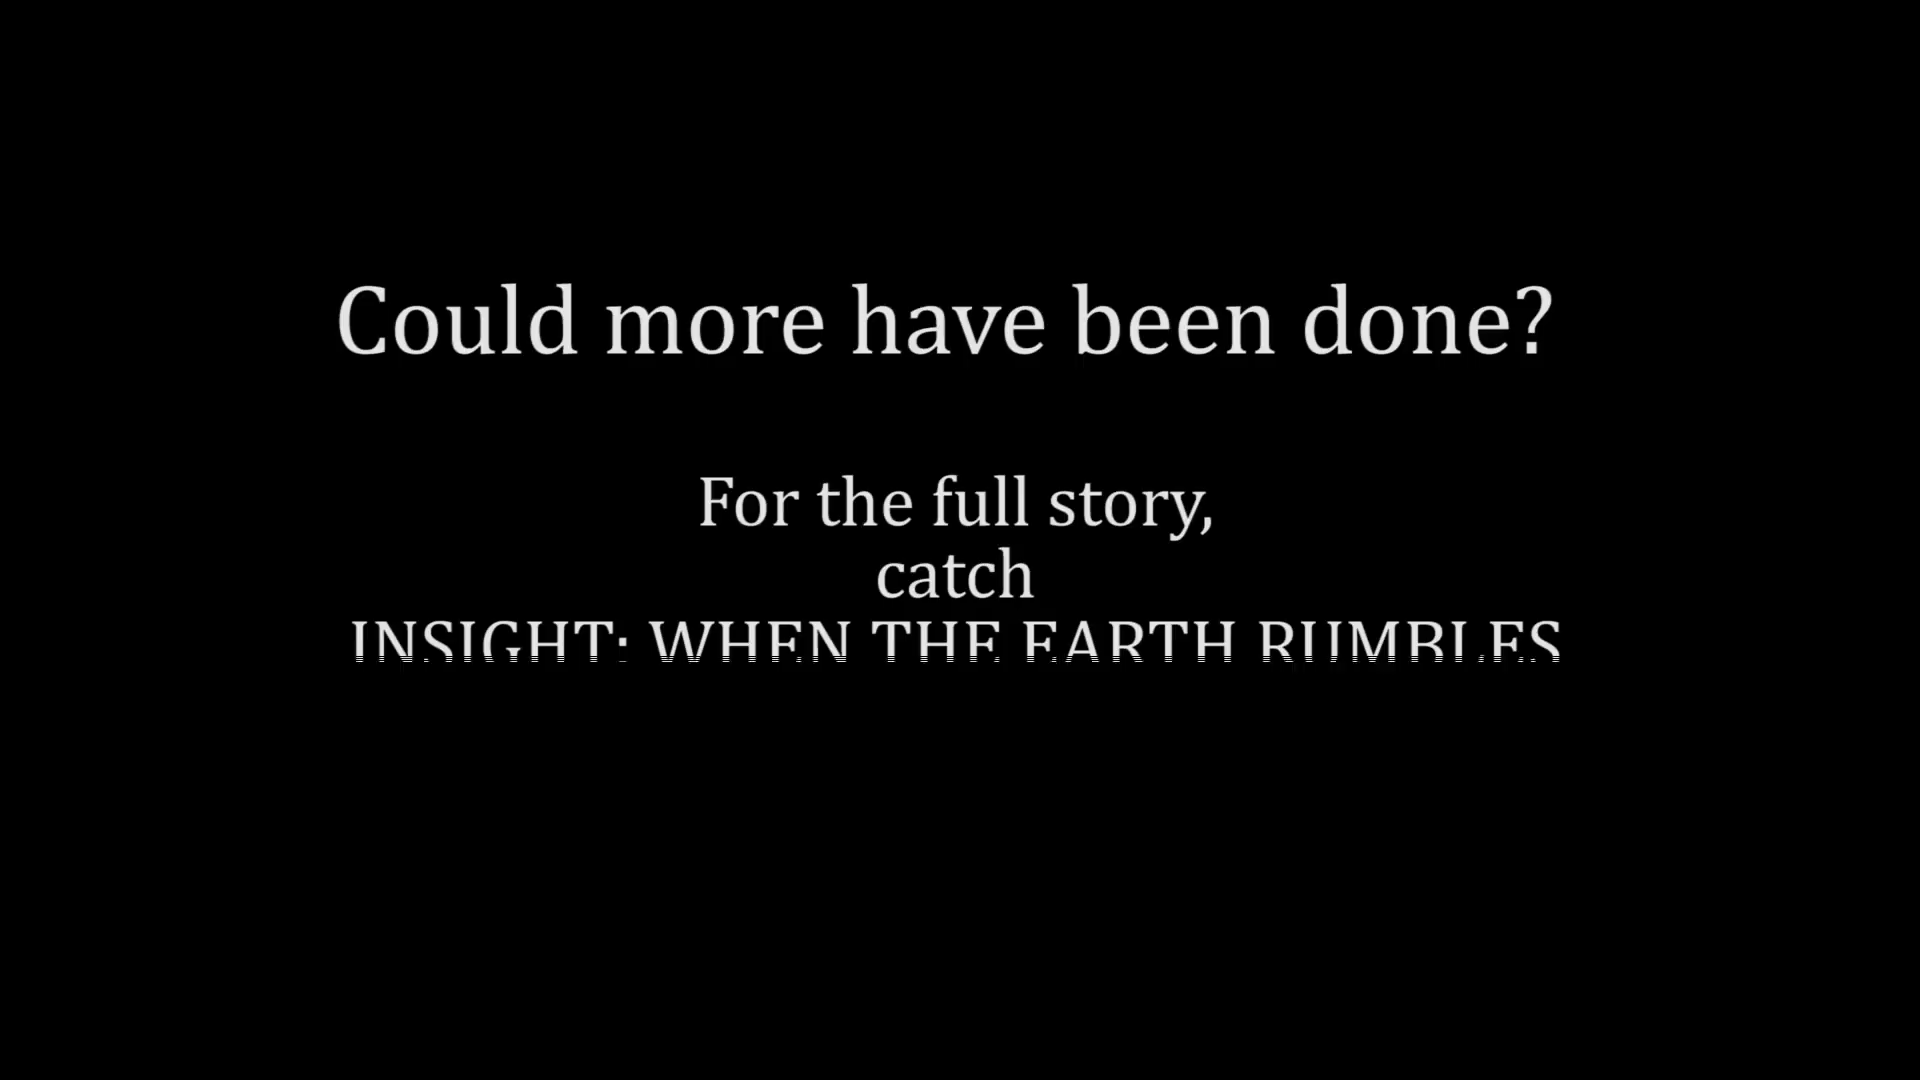 Could more have been done?
For the full story,
catch
INSIGHT: WHEN THE EARTH RUMBLES